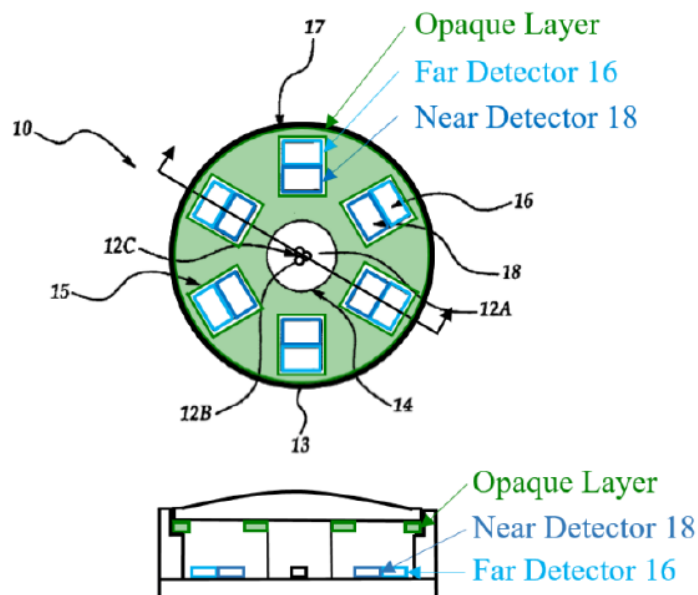 17
Opaque Layer
Far Detector 16
Near Detector 18
10
16
12C
18
15
12A
12B
13
14
Opaque Layer
Near Detector 18
Far Detector 16